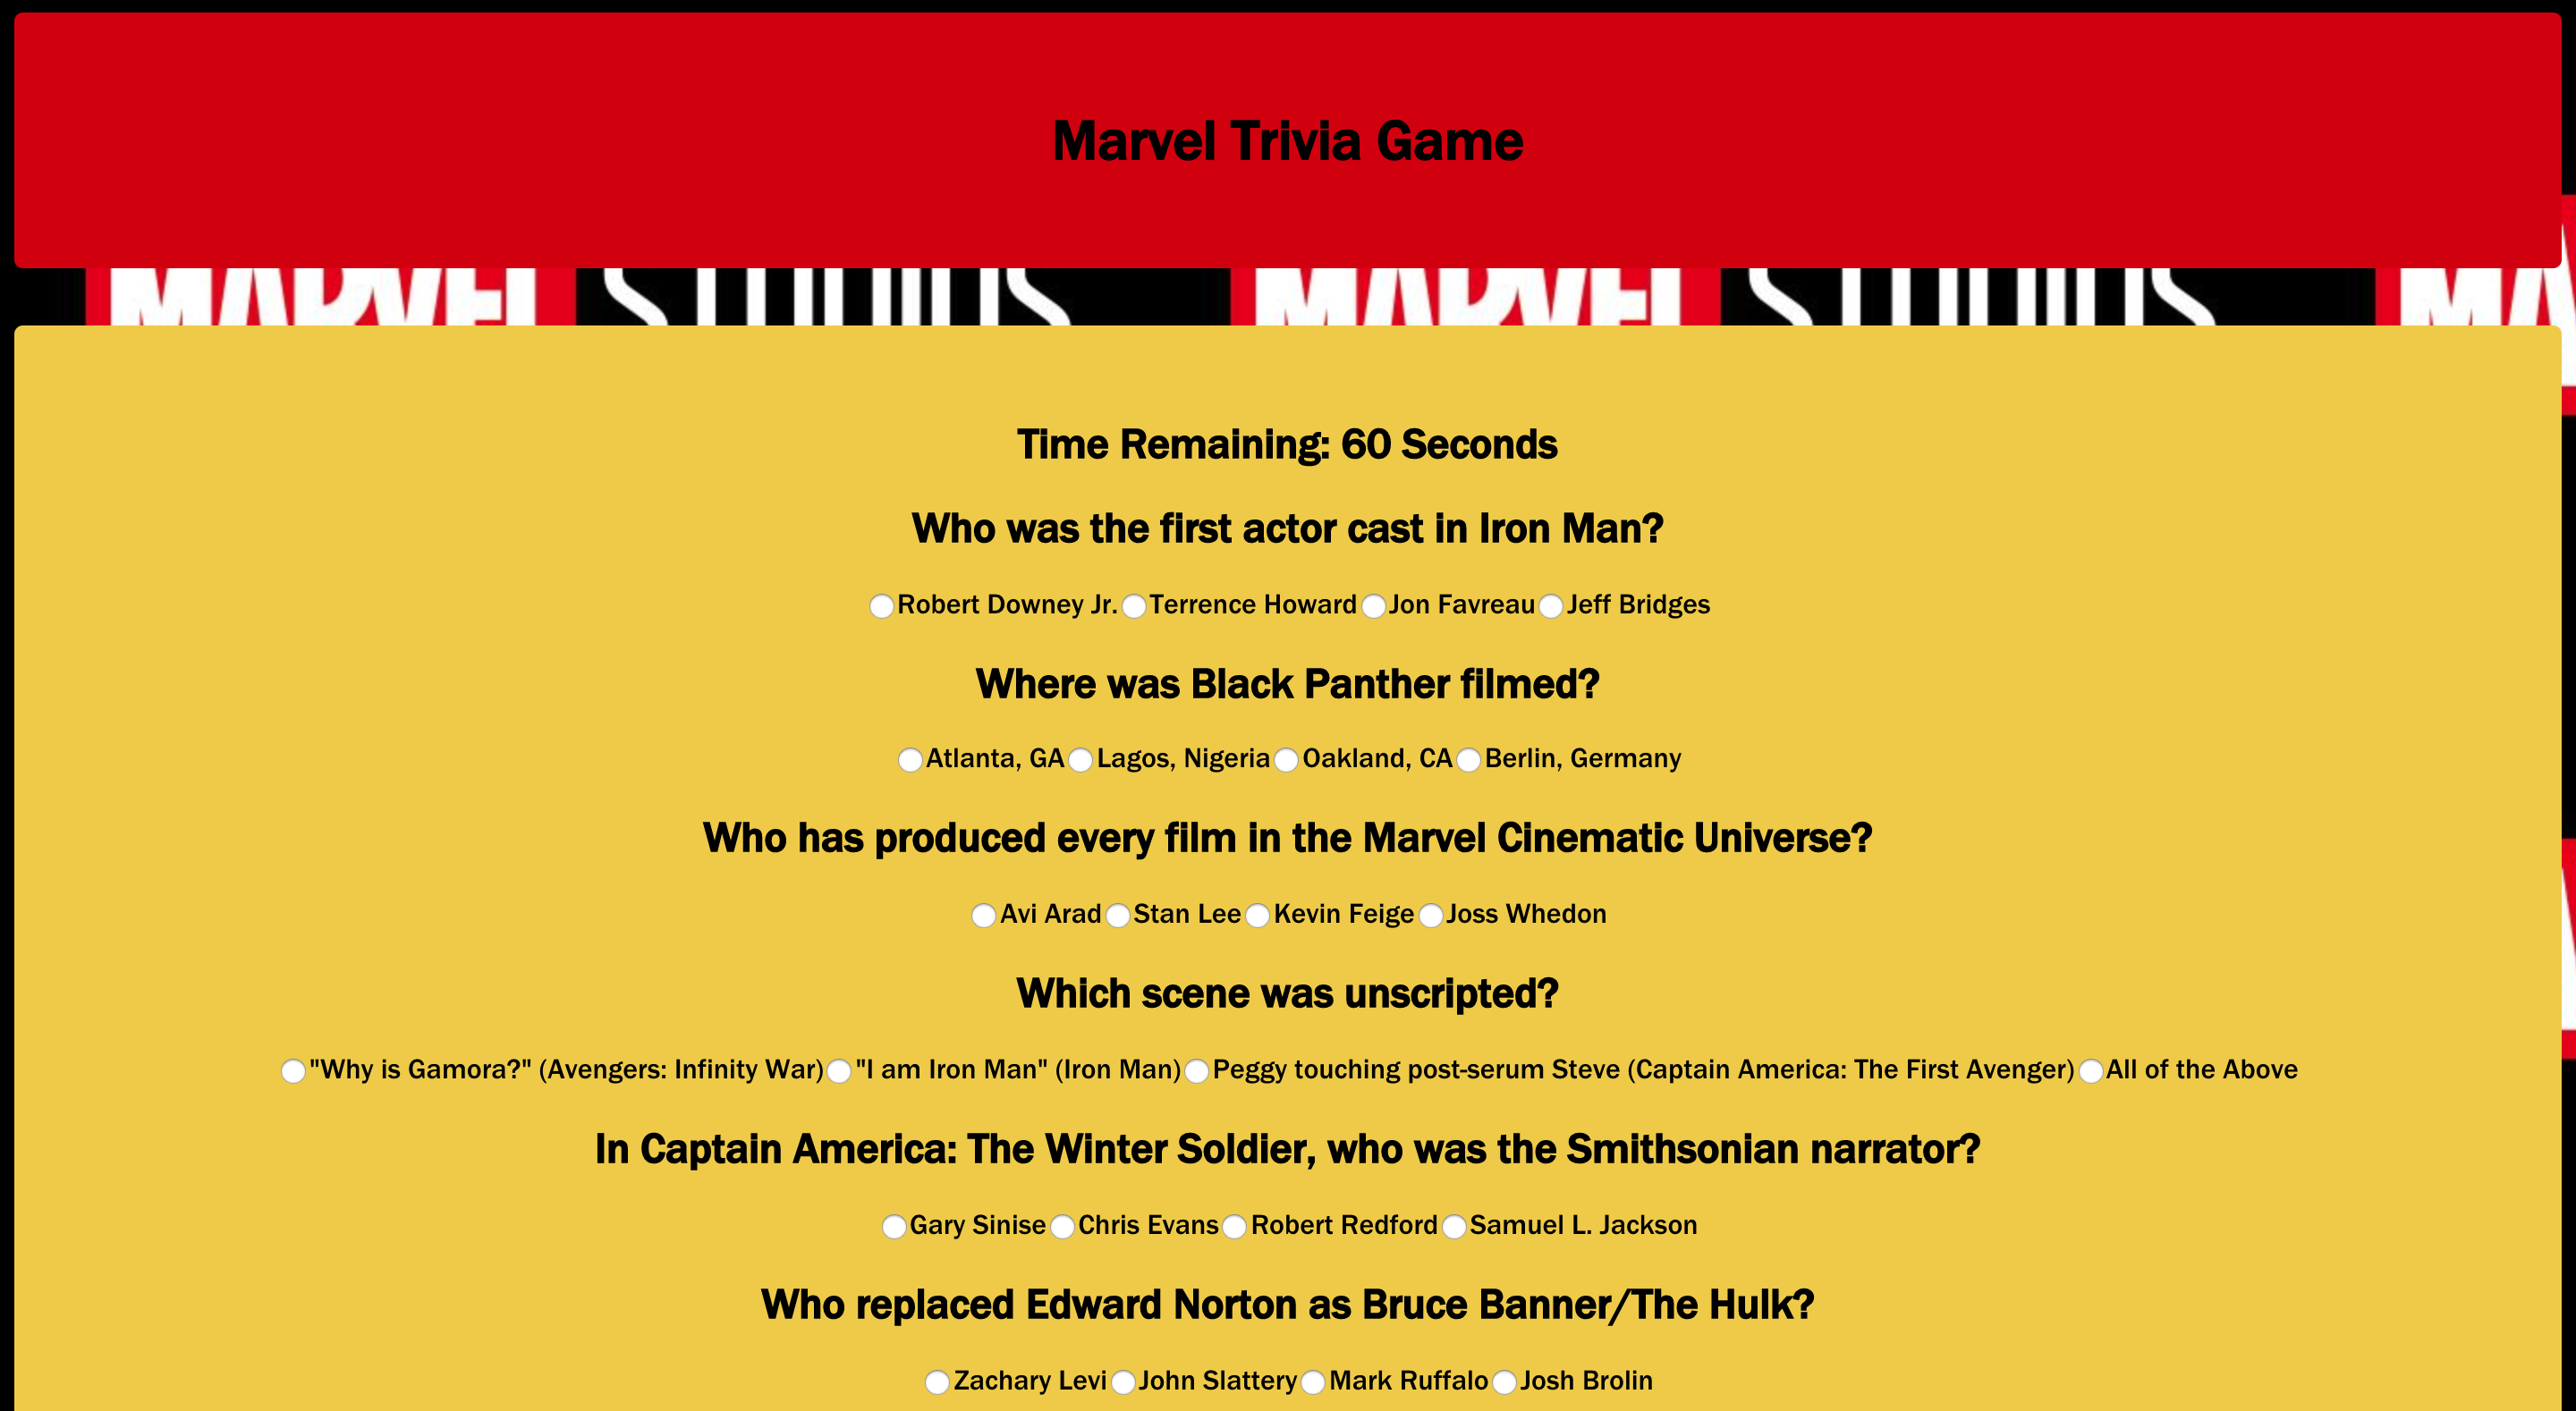 Marvel Trivia Game
MARVEL STUDIOS MARVEL STUDIOS MA
Time Remaining: 60 Seconds
Who was the first actor cast in Iron Man?
Robert Downey Jr. Terrence Howard Jon Favreau Jeff Bridges
Where was Black Panther filmed?
Atlanta, GA Lagos, Nigeria Oakland, CA Berlin, Germany
Who has produced every film in the Marvel Cinematic Universe?
Avi Arad Stan Lee Kevin Feige Joss Whedon
Which scene was unscripted?
"Why is Gamora?" (Avengers: Infinity War) "I am Iron Man" (Iron Man) Peggy touching post-serum Steve (Captain America: The First Avenger) All of the Above
In Captain America: The Winter Soldier, who was the Smithsonian narrator?
Gary Sinise Chris Evans Robert Redford Samuel L. Jackson
Who replaced Edward Norton as Bruce Banner/The Hulk?
Zachary Levi John Slattery Mark Ruffalo Josh Brolin